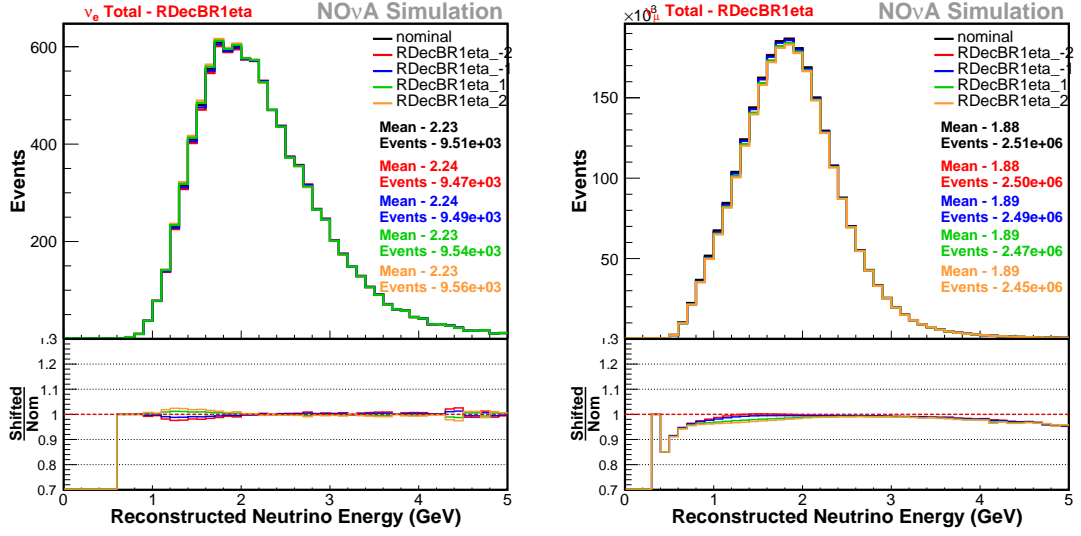 ν_e Total - RDecBR1eta
NOνA Simulation
600
400
200
Events
nominal
RDecBR1eta_-2
RDecBR1eta_-1
RDecBR1eta_1
RDecBR1eta_2
Mean - 2.23
Events - 9.51e+03
Mean - 2.24
Events - 9.47e+03
Mean - 2.24
Events - 9.49e+03
Mean - 2.23
Events - 9.54e+03
Mean - 2.23
Events - 9.56e+03
1.3
1.2
1.1
1
0.9
0.8
0.7
Shifted
Nom
0 1 2 3 4 5
Reconstructed Neutrino Energy (GeV)
×10³
ν_μ Total - RDecBR1eta
NOνA Simulation
150
100
50
Events
nominal
RDecBR1eta_-2
RDecBR1eta_-1
RDecBR1eta_1
RDecBR1eta_2
Mean - 1.88
Events - 2.51e+06
Mean - 1.88
Events - 2.50e+06
Mean - 1.89
Events - 2.49e+06
Mean - 1.89
Events - 2.47e+06
Mean - 1.89
Events - 2.45e+06
1.3
1.2
1.1
1
0.9
0.8
0.7
Shifted
Nom
0 1 2 3 4 5
Reconstructed Neutrino Energy (GeV)